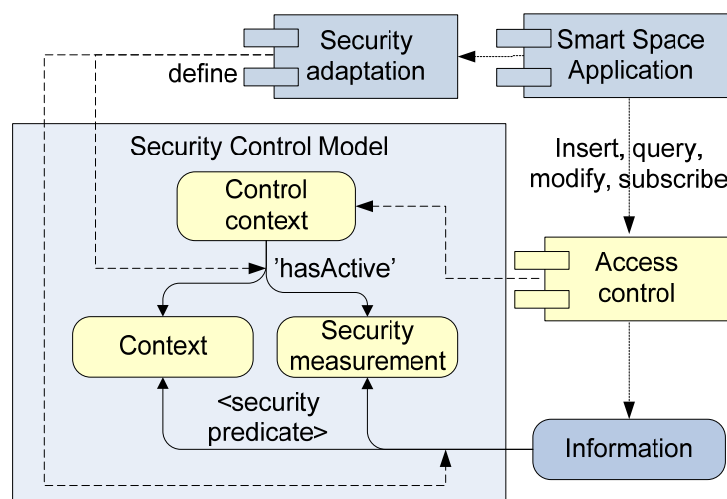 Security
adaptation
Smart Space
Application
define
Security Control Model
Insert, query,
modify, subscribe
Control
context
’hasActive’
Access
control
Context
Security
measurement
<security
predicate>
Information